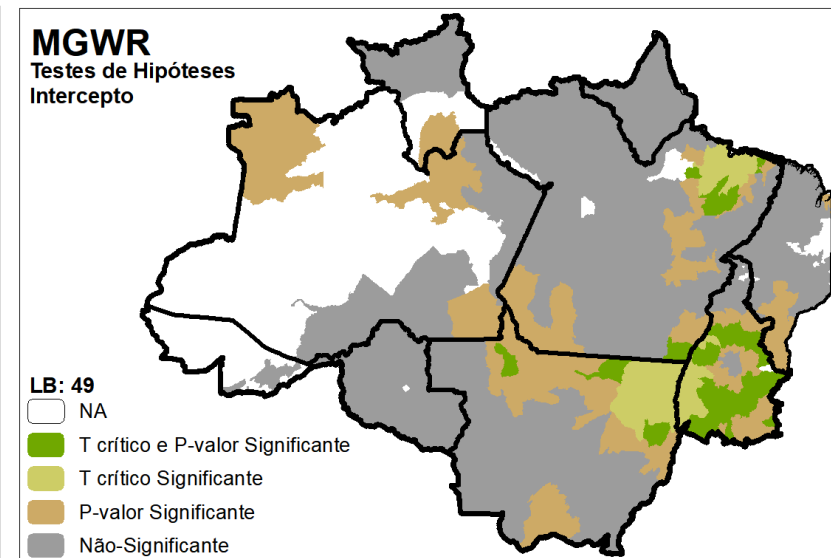 MGWR
Testes de Hipóteses
Intercepto
LB: 49
NA
T crítico e P-valor Significante
T crítico Significante
P-valor Significante
Não-Significante